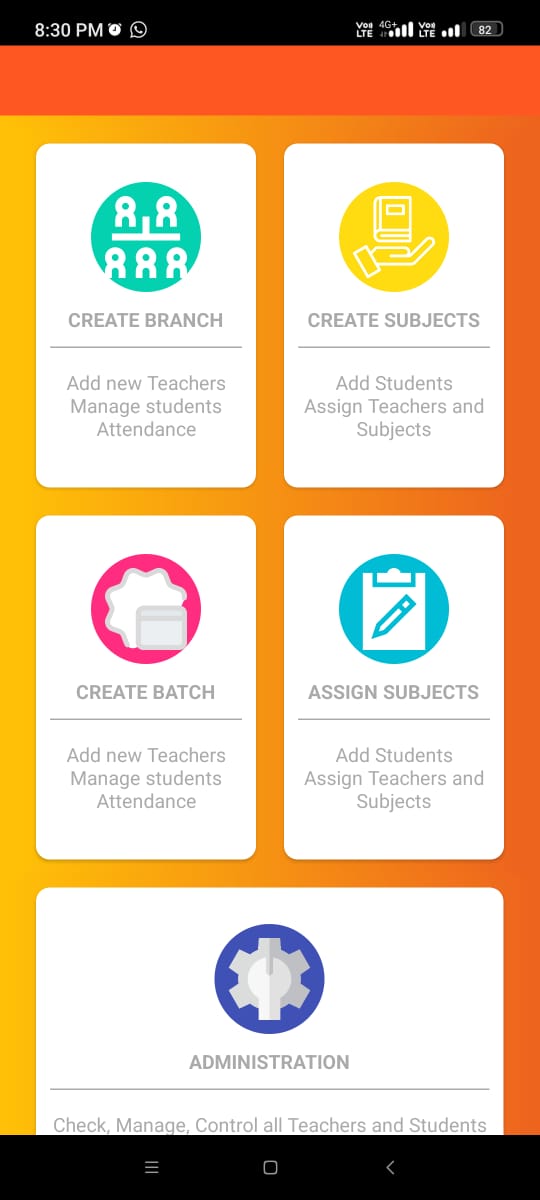 8:30 PM
Vo))
LTE
4G+
Vo))
LTE
82
CREATE BRANCH
Add new Teachers
Manage students
Attendance
CREATE SUBJECTS
Add Students
Assign Teachers and
Subjects
CREATE BATCH
Add new Teachers
Manage students
Attendance
ASSIGN SUBJECTS
Add Students
Assign Teachers and
Subjects
ADMINISTRATION
Check, Manage, Control all Teachers and Students